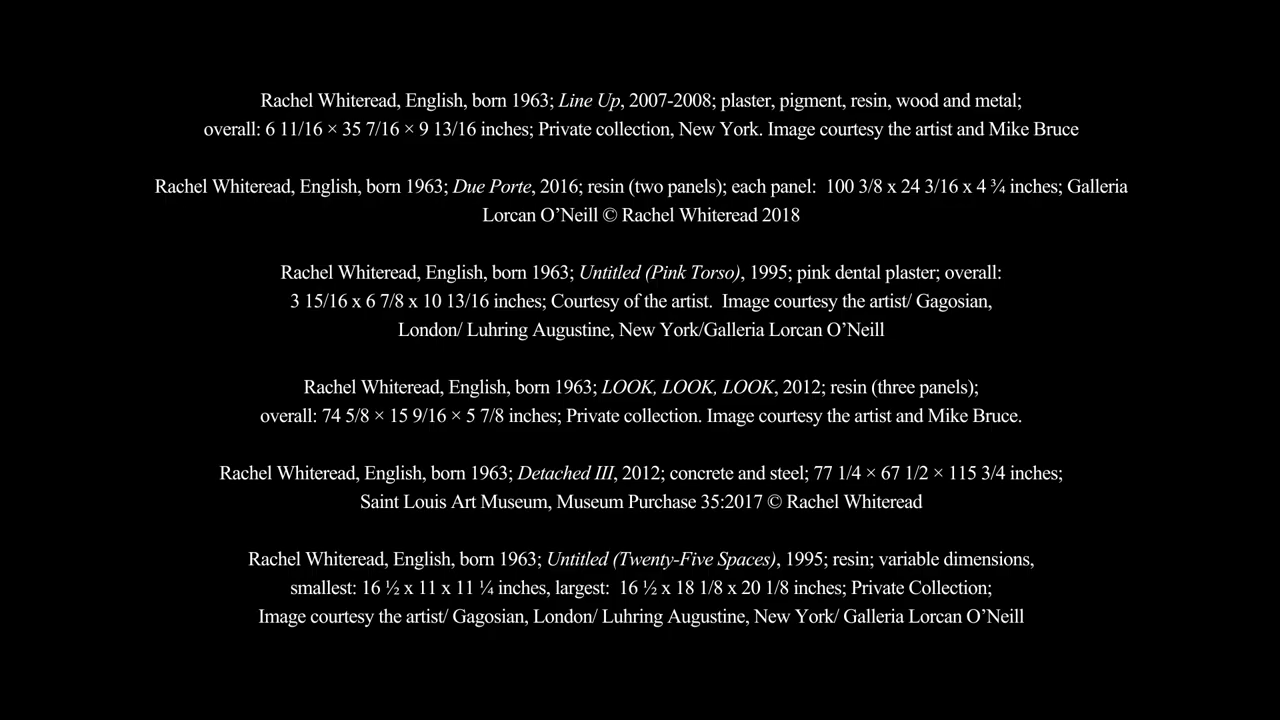 Rachel Whiteread, English, born 1963; Line Up, 2007-2008; plaster, pigment, resin, wood and metal;
overall: 6 11/16 × 35 7/16 × 9 13/16 inches; Private collection, New York. Image courtesy the artist and Mike Bruce
Rachel Whiteread, English, born 1963; Due Porte, 2016; resin (two panels); each panel:  100 3/8 x 24 3/16 x 4 ¾ inches; Galleria
Lorcan O’Neill © Rachel Whiteread 2018
Rachel Whiteread, English, born 1963; Untitled (Pink Torso), 1995; pink dental plaster; overall:
3 15/16 x 6 7/8 x 10 13/16 inches; Courtesy of the artist.  Image courtesy the artist/ Gagosian,
London/ Luhring Augustine, New York/Galleria Lorcan O’Neill
Rachel Whiteread, English, born 1963; LOOK, LOOK, LOOK, 2012; resin (three panels);
overall: 74 5/8 × 15 9/16 × 5 7/8 inches; Private collection. Image courtesy the artist and Mike Bruce.
Rachel Whiteread, English, born 1963; Detached III, 2012; concrete and steel; 77 1/4 × 67 1/2 × 115 3/4 inches;
Saint Louis Art Museum, Museum Purchase 35:2017 © Rachel Whiteread
Rachel Whiteread, English, born 1963; Untitled (Twenty-Five Spaces), 1995; resin; variable dimensions,
smallest: 16 ½ x 11 x 11 ¼ inches, largest:  16 ½ x 18 1/8 x 20 1/8 inches; Private Collection;
Image courtesy the artist/ Gagosian, London/ Luhring Augustine, New York/ Galleria Lorcan O’Neill